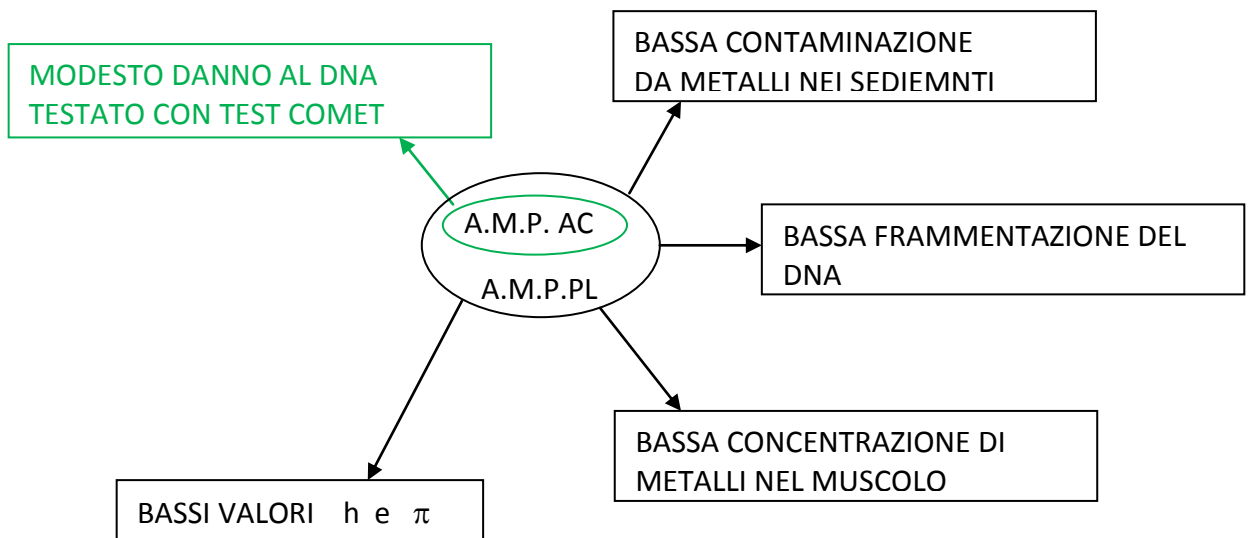 BASSA CONTAMINAZIONE
DA METALLI NEI SEDIEMNTI
MODESTO DANNO AL DNA
TESTATO CON TEST COMET
A.M.P. AC
A.M.P.PL
BASSA FRAMMENTAZIONE DEL
DNA
BASSA CONCENTRAZIONE DI
METALLI NEL MUSCOLO
BASSI VALORI h e π